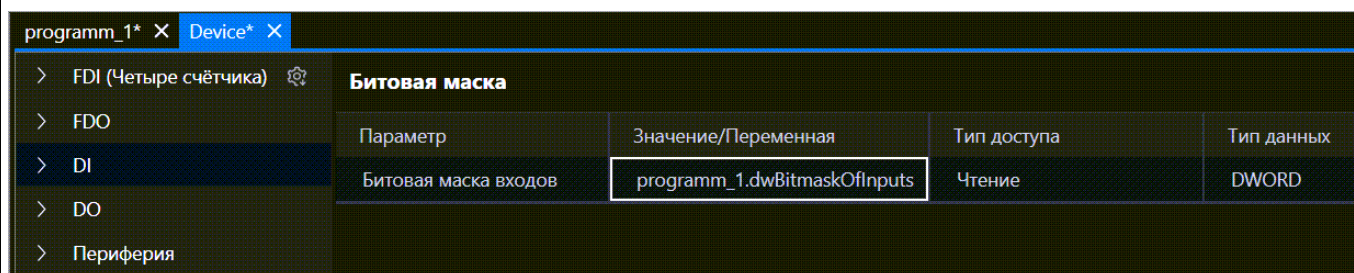 programm_1* Device*
FDI (Четыре счётчика)
FDO
DI
DO
Периферия
Битовая маска
Параметр Значение/Переменная Тип доступа Тип данных
Битовая маска входов programm_1.dwBitmaskOfInputs Чтение DWORD